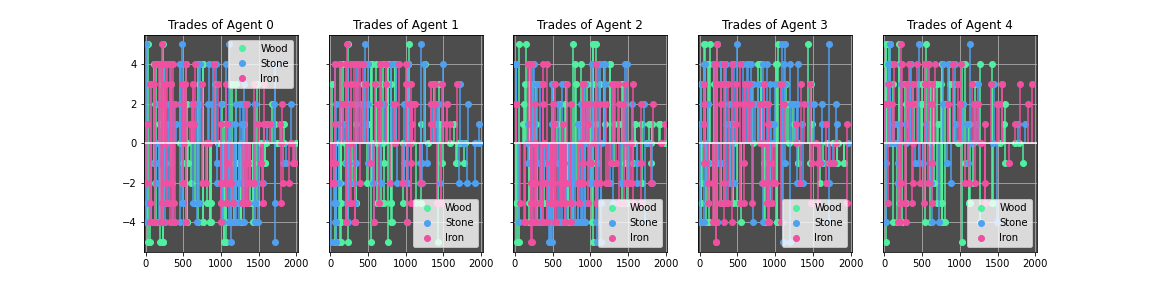 Trades of Agent 0
Trades of Agent 1
Trades of Agent 2
Trades of Agent 3
Trades of Agent 4
4
2
0
−2
−4
Wood
Stone
Iron
Wood
Stone
Iron
Wood
Stone
Iron
Wood
Stone
Iron
Wood
Stone
Iron
0 500 1000 1500 2000
0 500 1000 1500 2000
0 500 1000 1500 2000
0 500 1000 1500 2000
0 500 1000 1500 2000